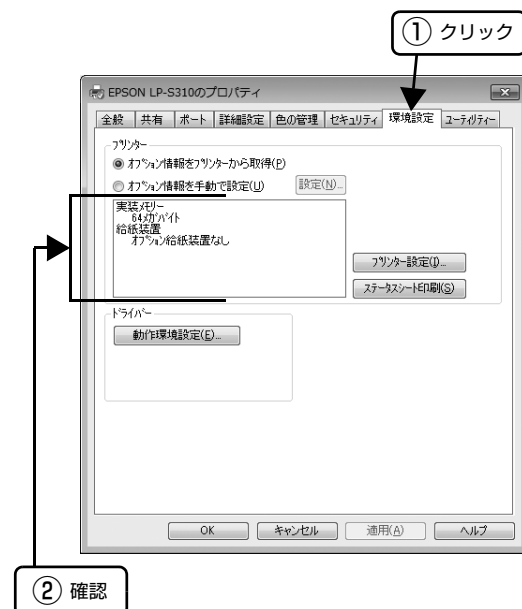 ① クリック
EPSON LP-S310のプロパティ
全般 共有 ポート 詳細設定 色の管理 セキュリティ 環境設定 ユーティリティー
プリンター
オプション情報をプリンターから取得(P)
オプション情報を手動で設定(U) 設定(N)...
実装メモリー
64メガバイト
給紙装置
オプション給紙装置なし
プリンター設定(I)...
ステータスシート印刷(S)
ドライバー
動作環境設定(E)...
OK キャンセル 適用(A) ヘルプ
② 確認